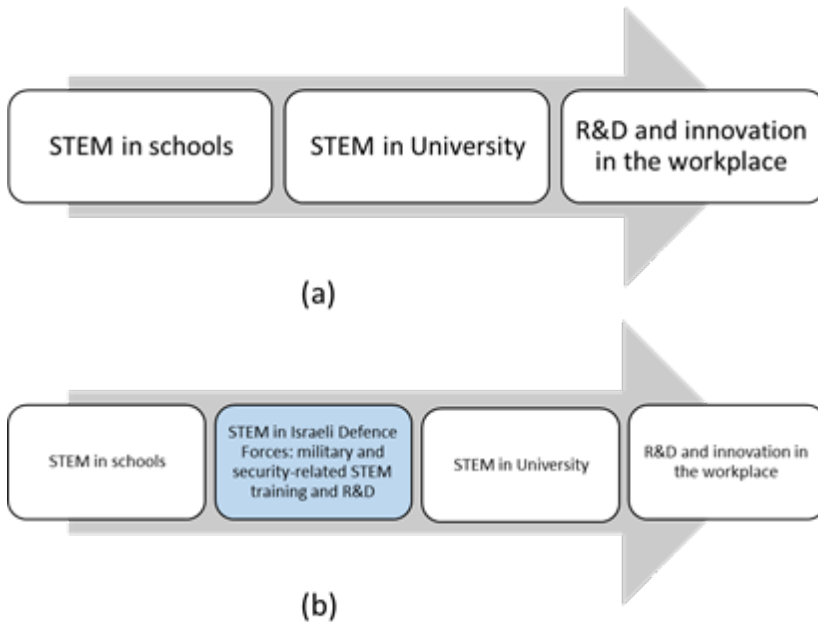 STEM in schools
STEM in University
R&D and innovation
in the workplace
(a)
STEM in schools
STEM in Israeli Defence
Forces: military and
security-related STEM
training and R&D
STEM in University
R&D and innovation in
the workplace
(b)